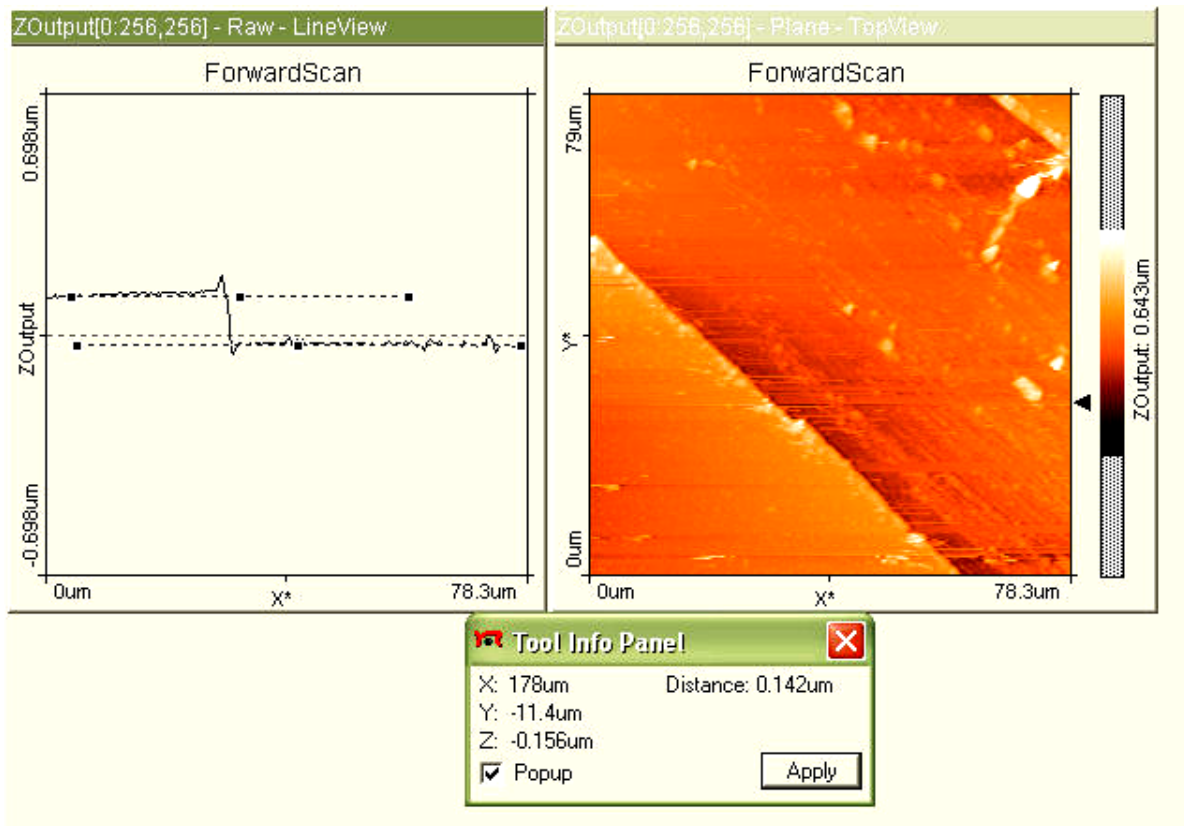 ZOutput[0:256,256] - Raw - LineView
ForwardScan
0.698um
ZOutput
-0.698um
0um
X*
78.3um
ZOutput[0:256,256] - Plane - TopView
ForwardScan
79um
Y*
0um
0um
X*
78.3um
ZOutput: 0.643um
Tool Info Panel
X: 178um Distance: 0.142um
Y: -11.4um
Z: -0.156um
Popup
Apply